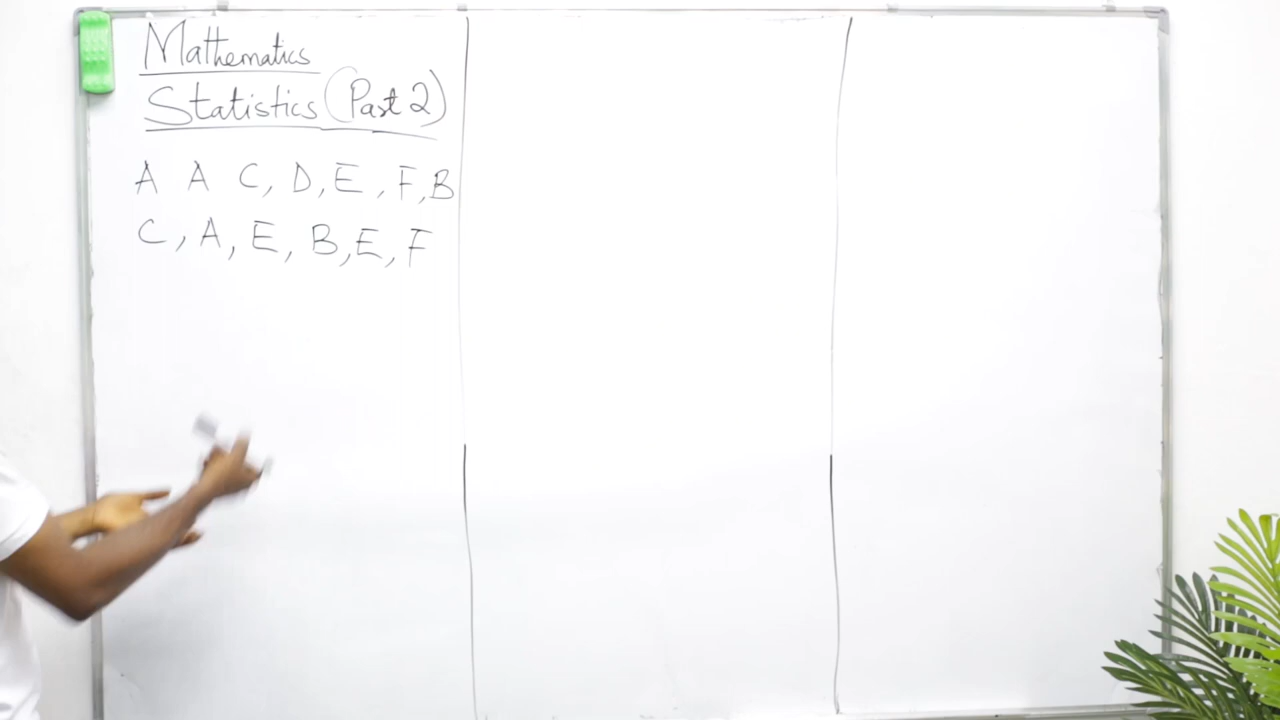 Mathematics
Statistics (Part 2)
A A C, D, E, F, B
C, A, E, B, E, F